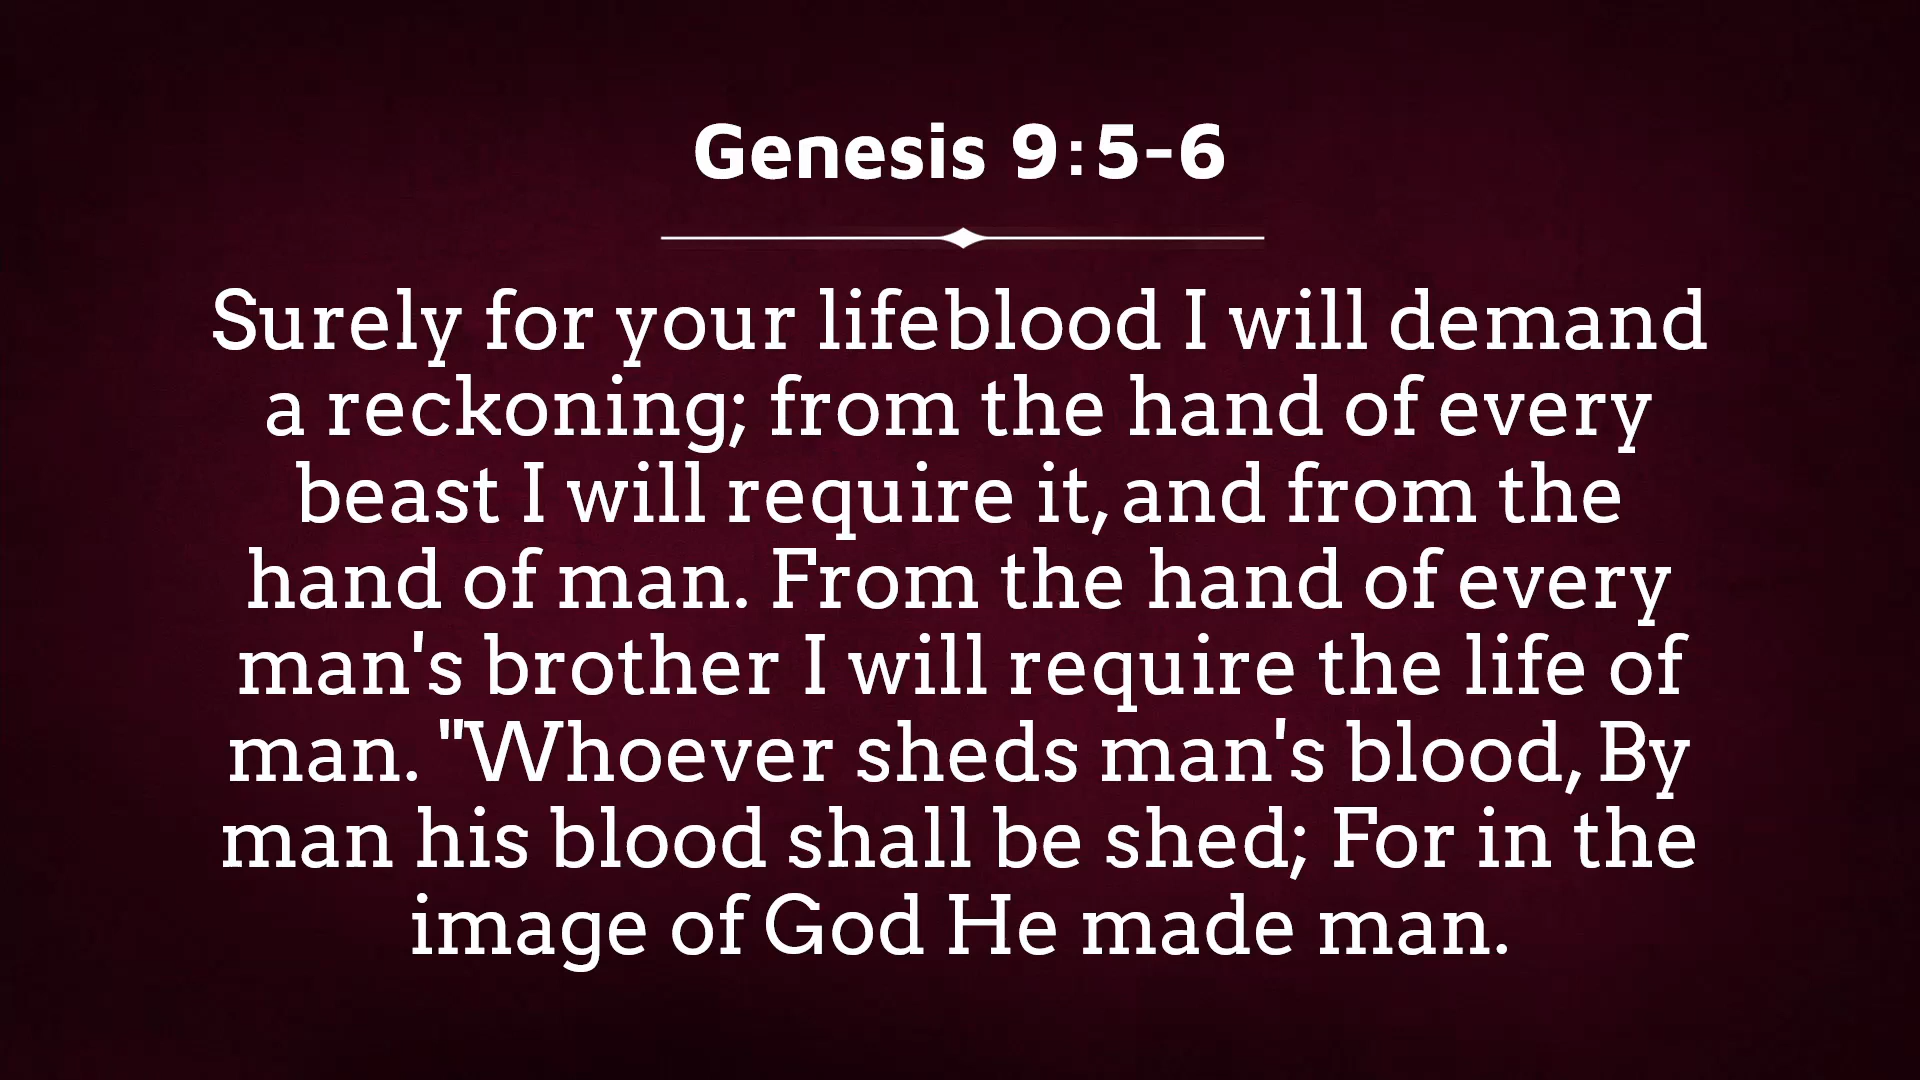 Genesis 9:5-6
Surely for your lifeblood I will demand
a reckoning; from the hand of every
beast I will require it, and from the
hand of man. From the hand of every
man's brother I will require the life of
man. "Whoever sheds man's blood, By
man his blood shall be shed; For in the
image of God He made man.